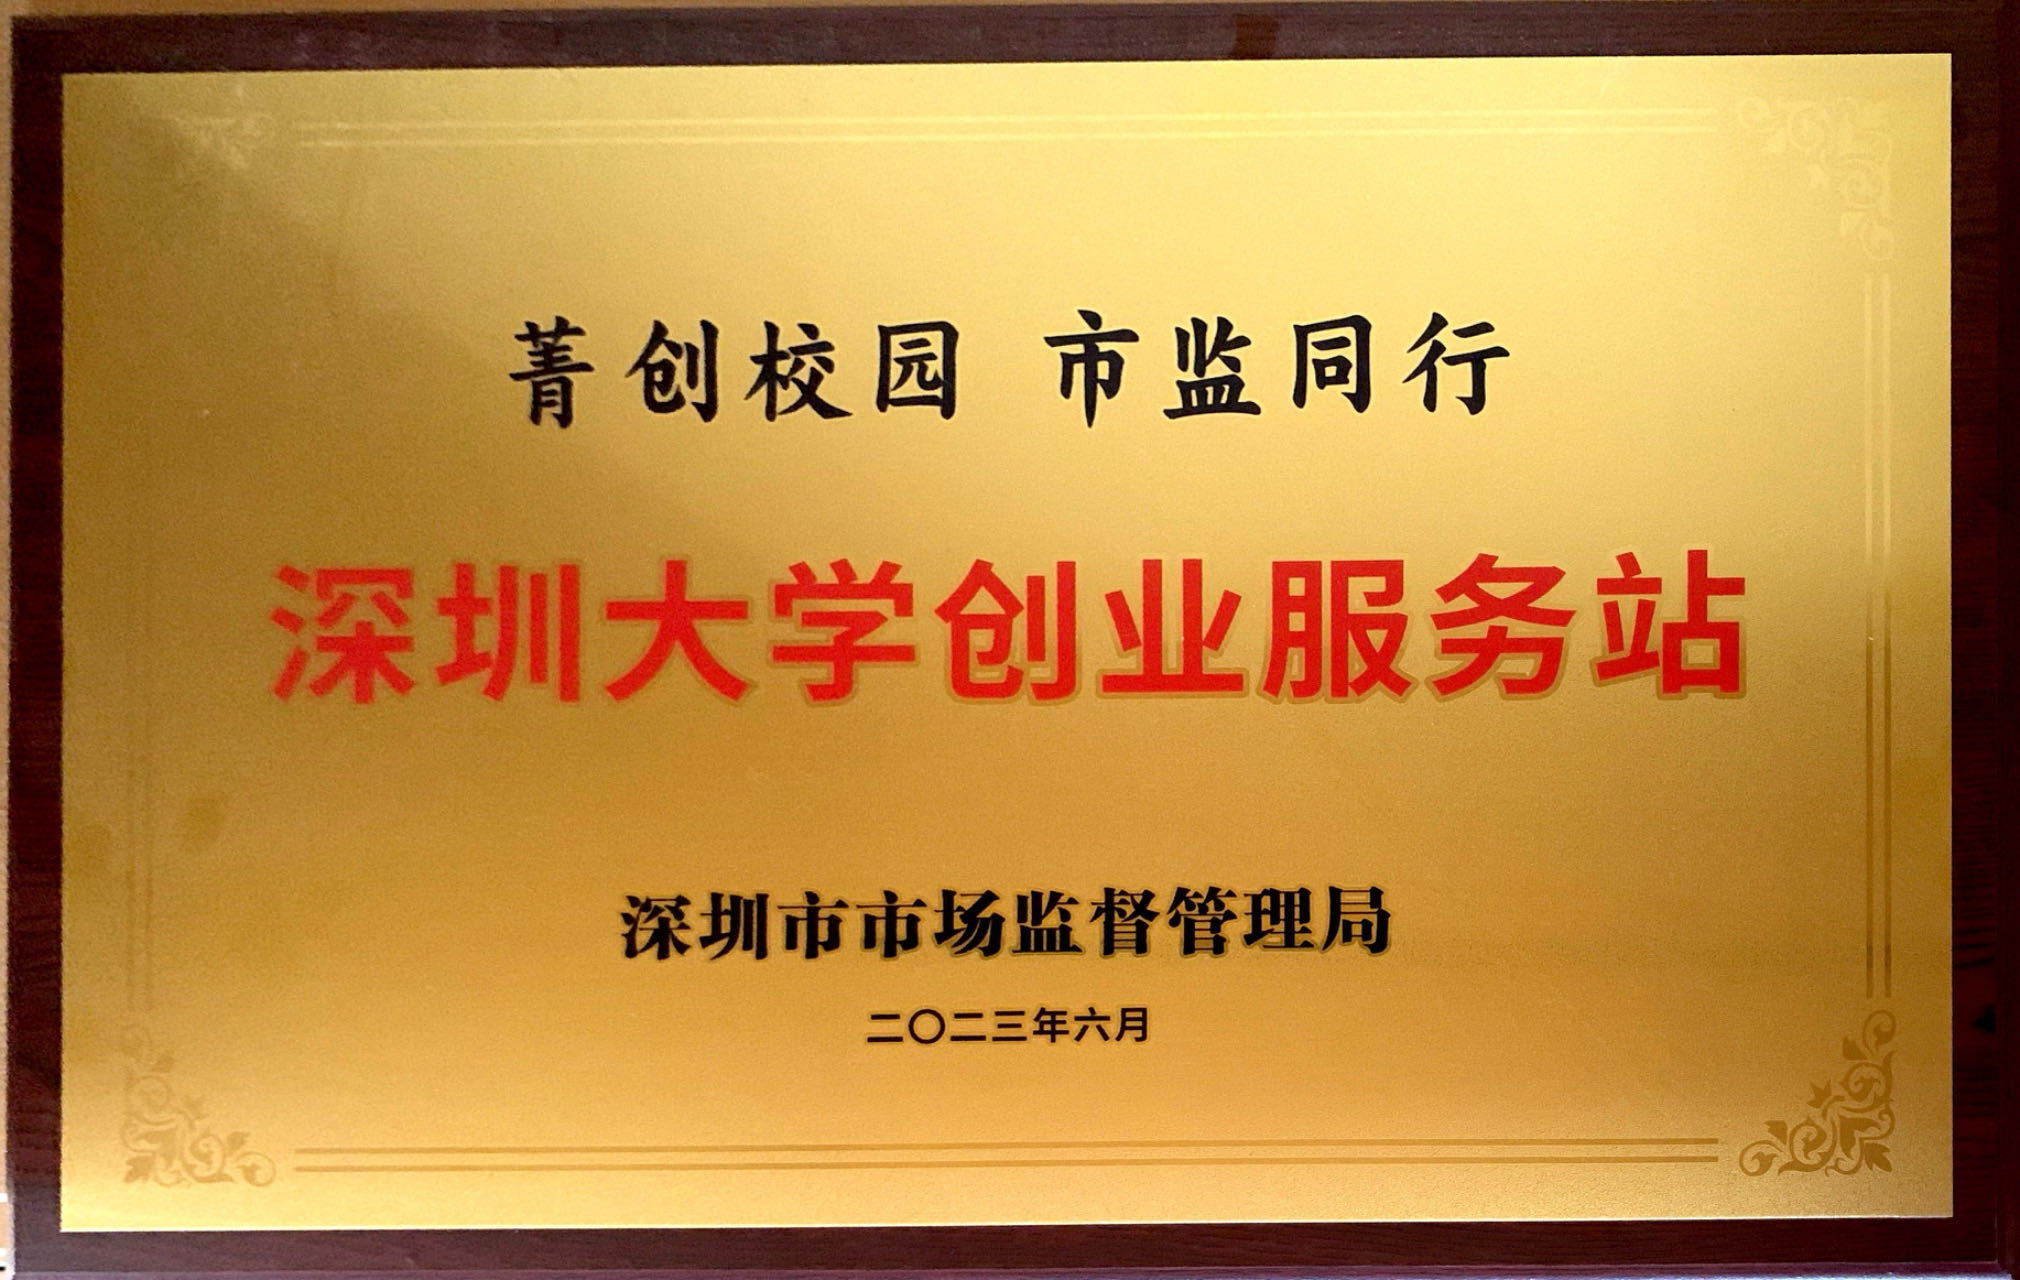 菁创校园 市监同行
深圳大学创业服务站
深圳市市场监督管理局
二〇二三年六月